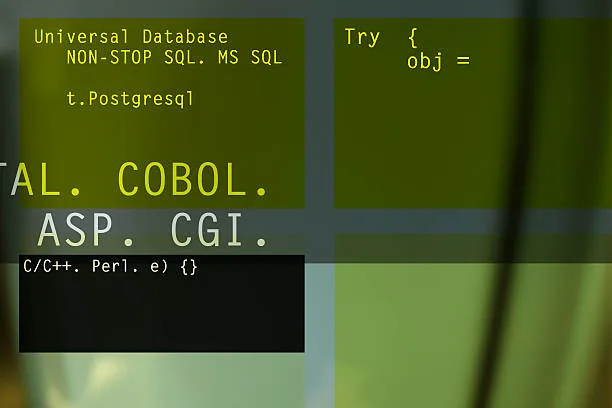 Universal Database
NON-STOP SQL. MS SQL
t.Postgresql
Try {
obj =
TAL. COBOL.
ASP. CGI.
C/C++. Perl. e) {}